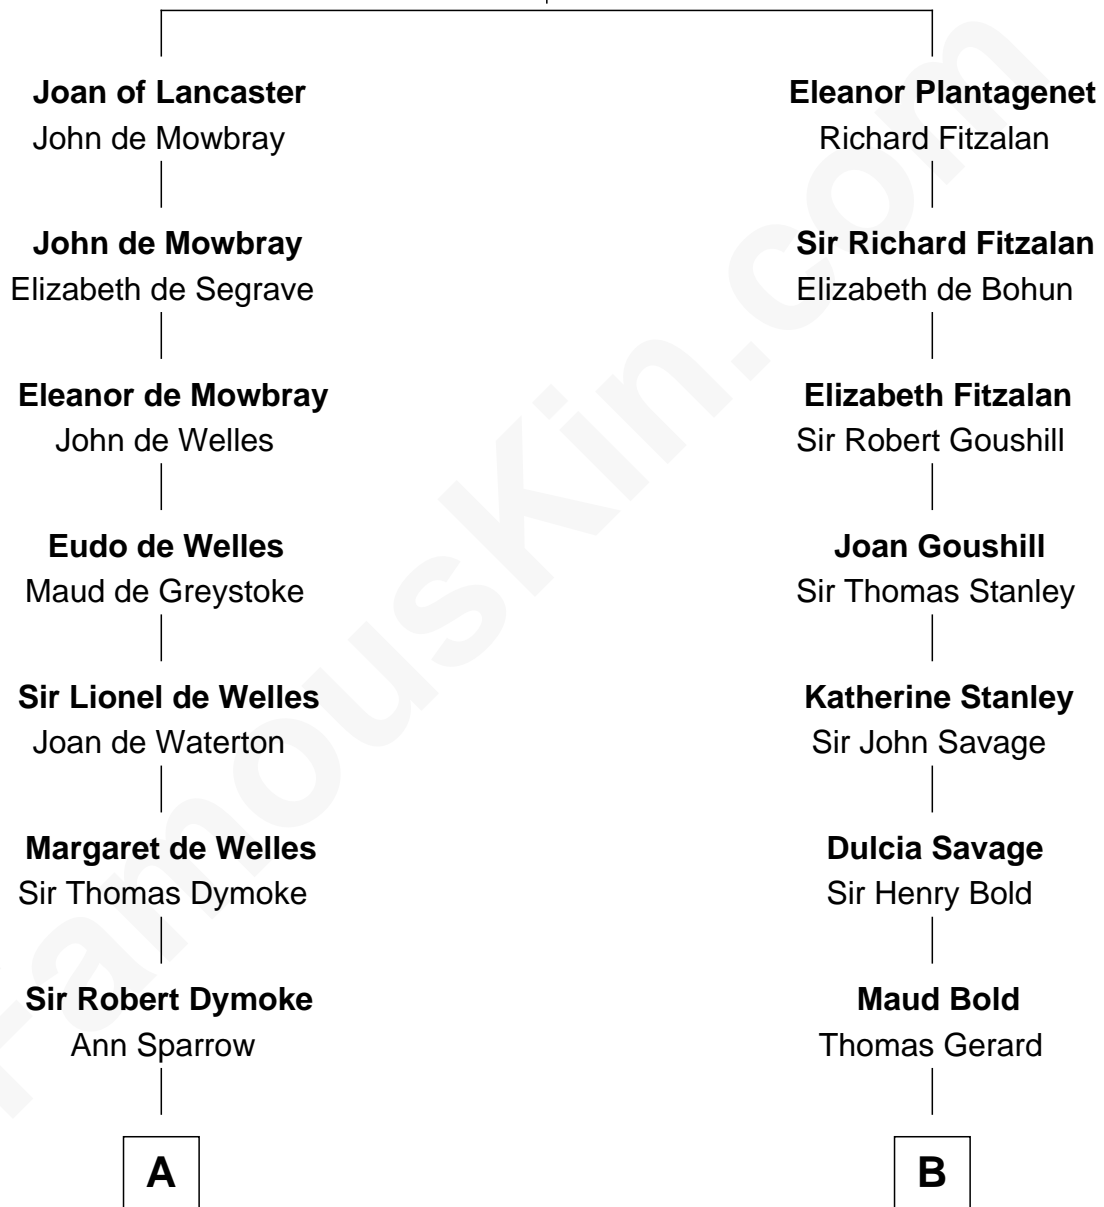 Joan of Lancaster
John de Mowbray
John de Mowbray
Elizabeth de Segrave
Eleanor de Mowbray
John de Welles
Eudo de Welles
Maud de Greystoke
Sir Lionel de Welles
Joan de Waterton
Margaret de Welles
Sir Thomas Dymoke
Sir Robert Dymoke
Ann Sparrow
A
Eleanor Plantagenet
Richard Fitzalan
Sir Richard Fitzalan
Elizabeth de Bohun
Elizabeth Fitzalan
Sir Robert Goushill
Joan Goushill
Sir Thomas Stanley
Katherine Stanley
Sir John Savage
Dulcia Savage
Sir Henry Bold
Maud Bold
Thomas Gerard
B
FamousKin.com